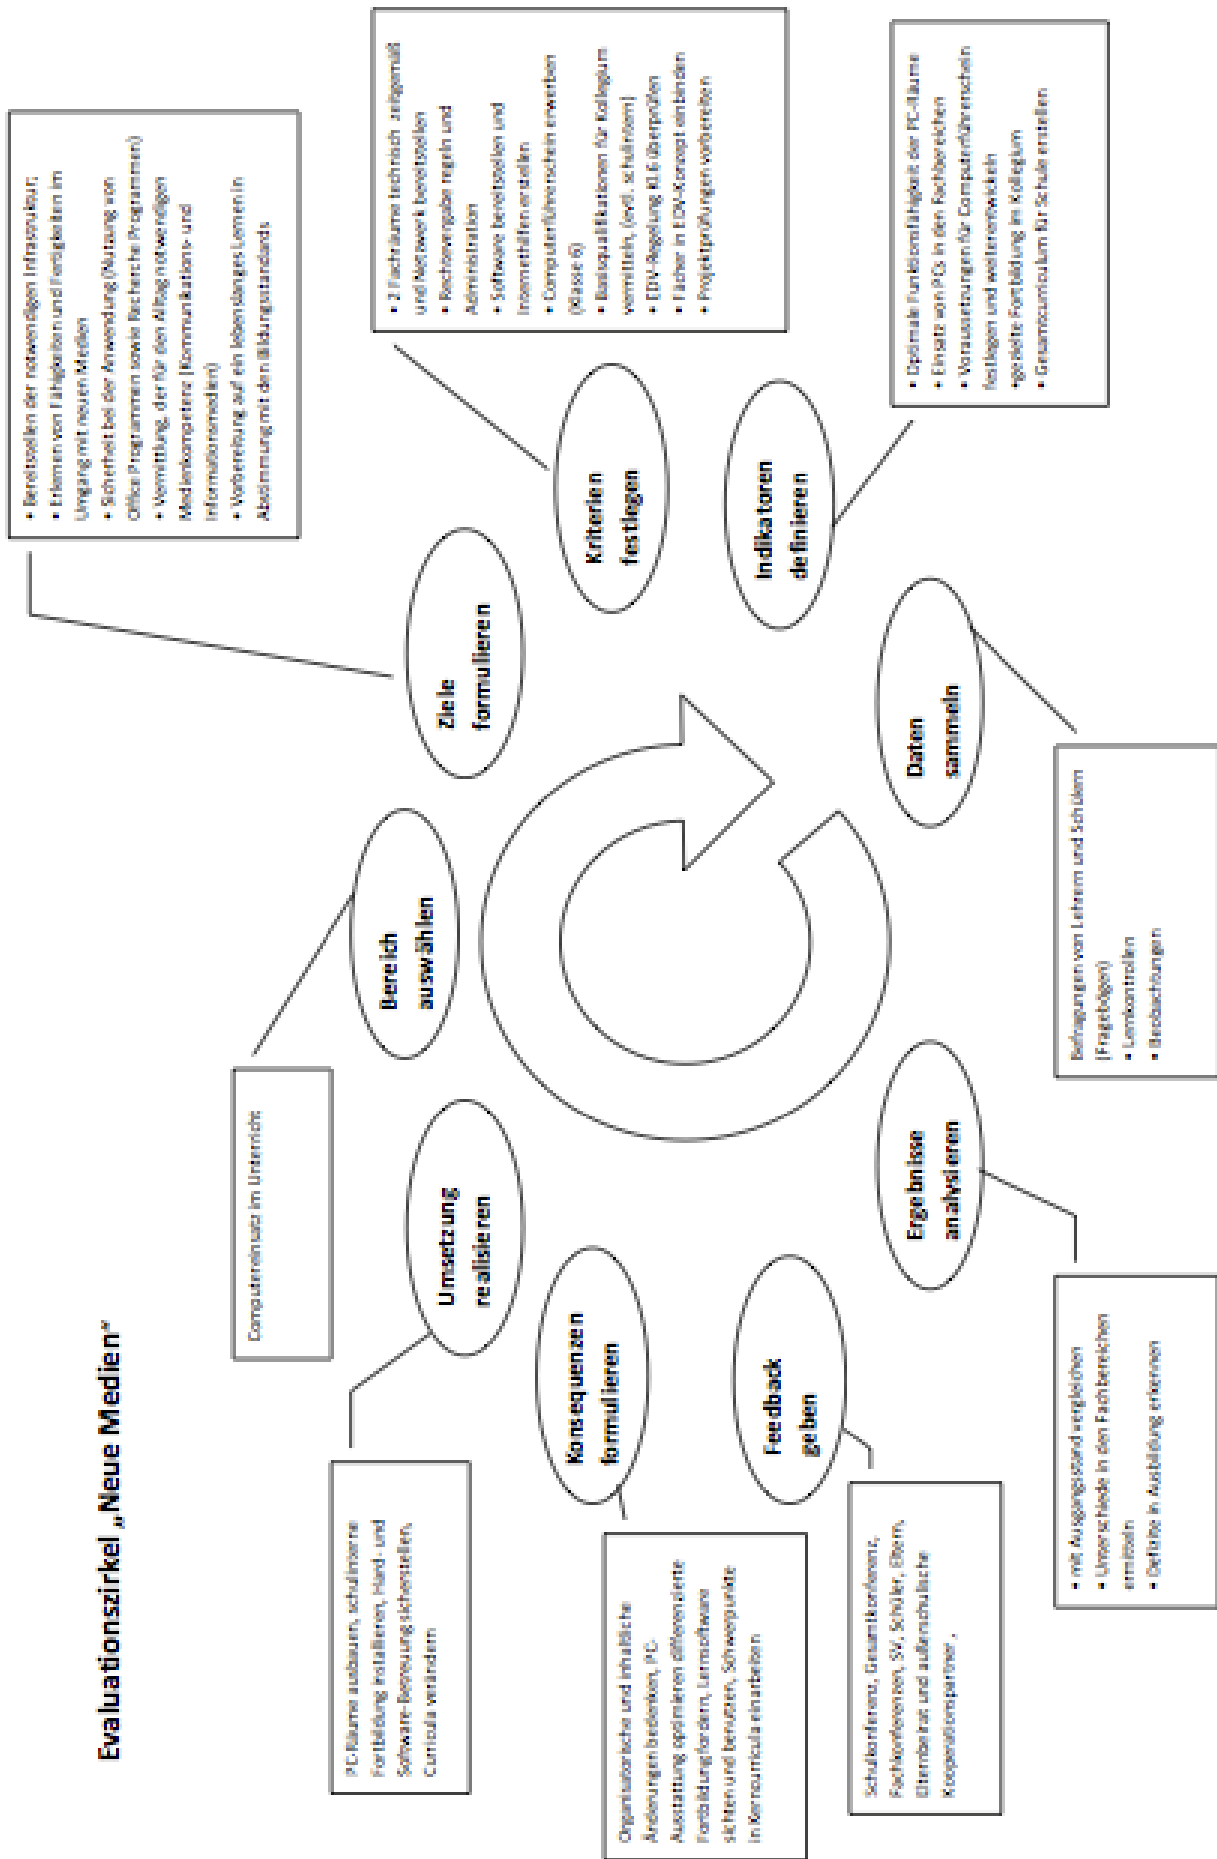 Evaluationszirkel „Neue Medien“
Computereinsatz im Unterricht
Bereich
auswählen
• Bereitstellen der notwendigen Infrastruktur;
• Erlernen von Fähigkeiten und Fertigkeiten im
Umgang mit neuen Medien
• Sicherheit bei der Anwendung (Nutzung von
Office Programmen sowie Recherche Programmen)
• Vermittlung, der für den Alltag notwendigen
Medienkompetenz (Kommunikations- und
Informationsmedien)
• Vorbereitung auf ein lebenslanges Lernen in
Abstimmung mit den Bildungsstandards
Ziele
formulieren
• 2 Fachräume technisch zeitgemäß
und Netzwerk bereitstellen
• Rechtevergabe regeln und
Administration
• Software bereitstellen und
Internethilfen erstellen
• Computerführerschein erwerben
(Klasse 6)
• Basisqualifikationen für Kollegium
vermitteln, (evtl. schulintern)
• EDV-Regelung Kl.6 überprüfen
• Fächer in EDV-Konzept einbinden
• Projektprüfungen vorbereiten
Kriterien
festlegen
• Optimale Funktionsfähigkeit der PC-Räume
• Einsatz von PCs in den Fachbereichen
• Voraussetzungen für Computerführerschein
festlegen und weiterentwickeln
•gezielte Fortbildung im Kollegium
• Gesamtcurriculum für Schule erstellen
Indikatoren
definieren
Daten
sammeln
Befragungen von Lehrern und Schülern
(Fragebögen)
• Lernkontrollen
• Beobachtungen
Ergebnisse
analysieren
• mit Ausgangsstand vergleichen
• Unterschiede in den Fachbereichen
ermitteln
• Defizite in Ausbildung erkennen
Feedback
geben
Schulkonferenz, Gesamtkonferenz,
Fachkonferenzen, SV, Schüler, Eltern,
Elternbeirat und außerschulische
Kooperationspartner,
Konsequenzen
formulieren
Organisatorische und inhaltliche
Änderungen bedenken, PC-
Ausstattung optimieren differenzierte
Fortbildung fordern, Lernsoftware
sichten und benutzen, Schwerpunkte
in Kerncurricula einarbeiten
Umsetzung
realisieren
PC-Räume ausbauen, schulinterne
Fortbildung installieren, Hard- und
Software-Betreuung sicherstellen,
Curricula verändern